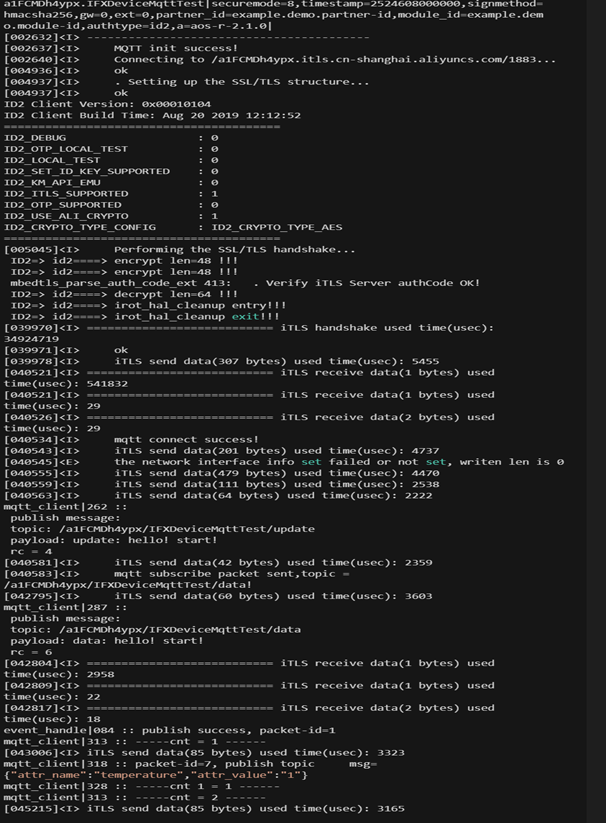 a1FCMDh4ypx.IFXDeviceMqttTest|securemode=8,timestamp=2524608000000,signmethod=
hmacsha256,gw=0,ext=0,partner_id=example.demo.partner-id,module_id=example.dem
o.module-id,authtype=id2,a=aos-r-2.1.0|
[002632]<I> ------------------------------------------
[002637]<I>     MQTT init success!
[002640]<I>     Connecting to /a1FCMDh4ypx.itls.cn-shanghai.aliyuncs.com/1883...
[004936]<I>     ok
[004937]<I>     . Setting up the SSL/TLS structure...
[004937]<I>     ok
ID2 Client Version: 0x00010104
ID2 Client Build Time: Aug 20 2019 12:12:52
=========================================
ID2_DEBUG : 0
ID2_OTP_LOCAL_TEST : 0
ID2_LOCAL_TEST : 0
ID2_SET_ID_KEY_SUPPORTED : 0
ID2_KM_API_EMU : 0
ID2_ITLS_SUPPORTED : 1
ID2_OTP_SUPPORTED : 0
ID2_USE_ALI_CRYPTO : 1
ID2_CRYPTO_TYPE_CONFIG : ID2_CRYPTO_TYPE_AES
=========================================
[005045]<I>     Performing the SSL/TLS handshake...
ID2=> id2====> encrypt len=48 !!!
ID2=> id2====> encrypt len=48 !!!
mbedtls_parse_auth_code_ext 413:   . Verify iTLS Server authCode OK!
ID2=> id2====> decrypt len=64 !!!
ID2=> id2====> irot_hal_cleanup entry!!!
ID2=> id2====> irot_hal_cleanup exit!!!
[039970]<I> =========================== iTLS handshake used time(usec):
34924719
[039971]<I>     ok
[039978]<I>     iTLS send data(307 bytes) used time(usec): 5455
[040521]<I> =========================== iTLS receive data(1 bytes) used
time(usec): 541832
[040521]<I> =========================== iTLS receive data(1 bytes) used
time(usec): 29
[040526]<I> =========================== iTLS receive data(2 bytes) used
time(usec): 29
[040534]<I>     mqtt connect success!
[040543]<I>     iTLS send data(201 bytes) used time(usec): 4737
[040545]<E>     the network interface info set failed or not set, writen len is 0
[040555]<I>     iTLS send data(479 bytes) used time(usec): 4470
[040559]<I>     iTLS send data(111 bytes) used time(usec): 2538
[040563]<I>     iTLS send data(64 bytes) used time(usec): 2222
mqtt_client|262 ::
publish message:
topic: /a1FCMDh4ypx/IFXDeviceMqttTest/update
payload: update: hello! start!
rc = 4
[040581]<I>     iTLS send data(42 bytes) used time(usec): 2359
[040583]<I>     mqtt subscribe packet sent,topic =
/a1FCMDh4ypx/IFXDeviceMqttTest/data!
[042795]<I>     iTLS send data(60 bytes) used time(usec): 3603
mqtt_client|287 ::
publish message:
topic: /a1FCMDh4ypx/IFXDeviceMqttTest/data
payload: data: hello! start!
rc = 6
[042804]<I> =========================== iTLS receive data(1 bytes) used
time(usec): 2958
[042809]<I> =========================== iTLS receive data(1 bytes) used
time(usec): 22
[042817]<I> =========================== iTLS receive data(2 bytes) used
time(usec): 18
event_handle|084 :: publish success, packet-id=1
mqtt_client|313 :: -----cnt = 1 ------
[043006]<I> iTLS send data(85 bytes) used time(usec): 3323
mqtt_client|318 :: packet-id=7, publish topic     msg=
{"attr_name":"temperature","attr_value":"1"}
mqtt_client|328 :: -----cnt 1 = 1 ------
mqtt_client|313 :: -----cnt = 2 ------
[045215]<I> iTLS send data(85 bytes) used time(usec): 3165